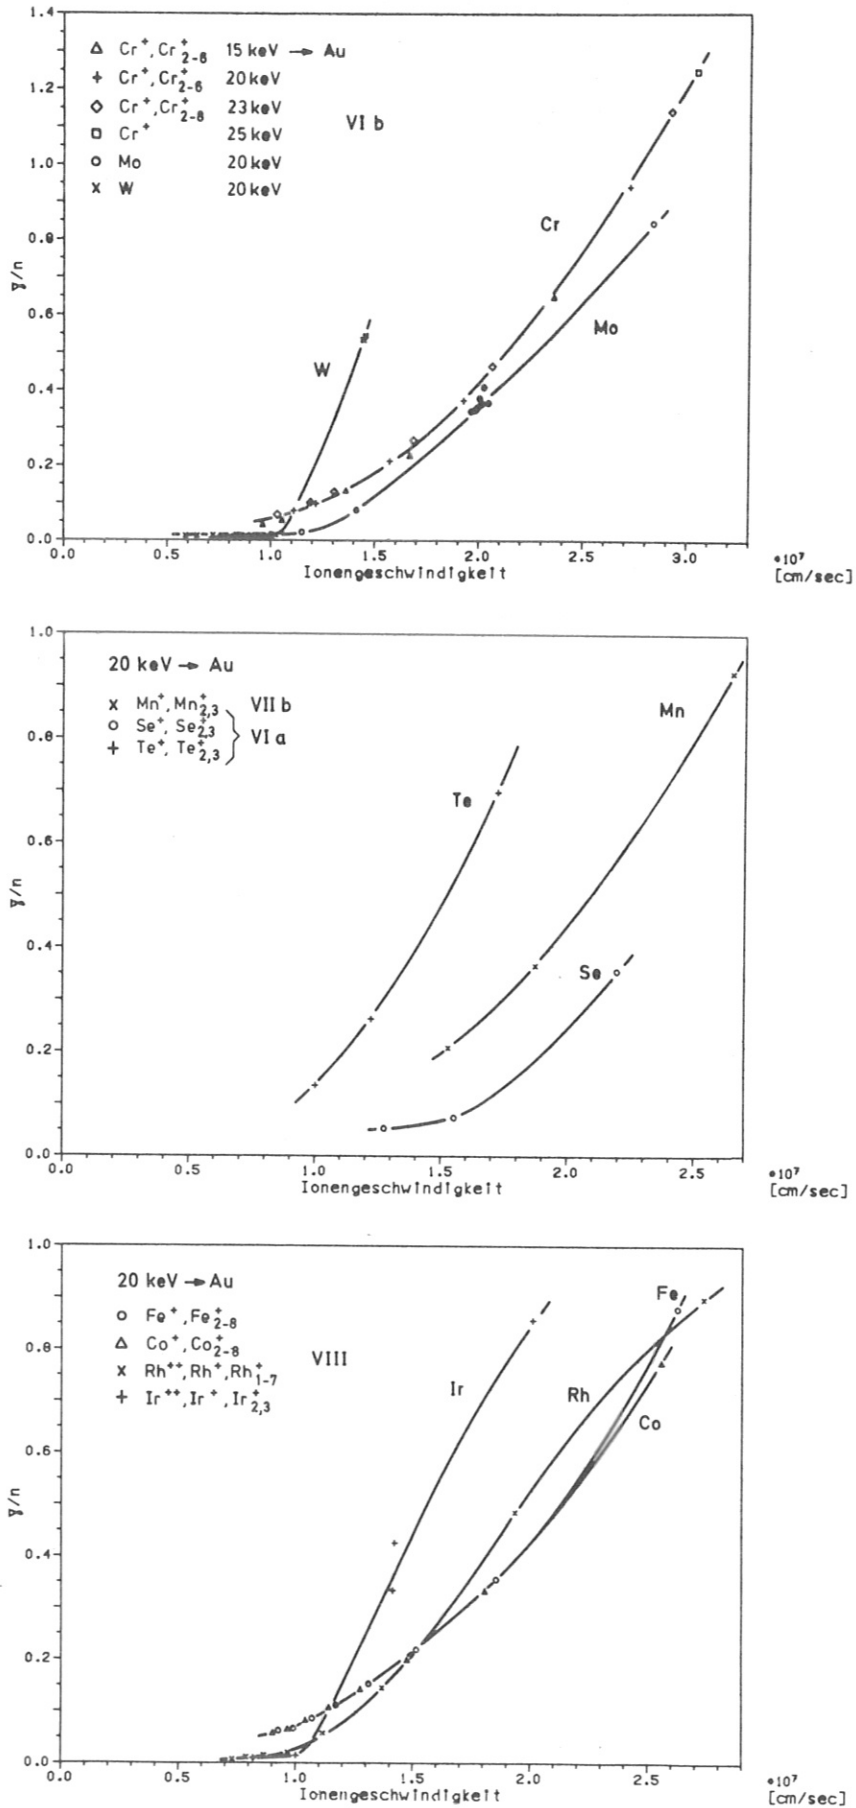 1.4
1.2
1.0
0.8
0.6
0.4
0.2
0.0
γ/n
△ Cr⁺,Cr⁺₂₋₆ 15 keV → Au
+ Cr⁺,Cr⁺₂₋₆ 20 keV
◇ Cr⁺,Cr⁺₂₋₈ 23 keV
□ Cr⁺ 25 keV
○ Mo 20 keV
× W 20 keV
VI b
Cr
Mo
W
0.0 0.5 1.0 1.5 2.0 2.5 3.0 *10⁷
Ionengeschwindigkeit [cm/sec]
1.0
0.8
0.6
0.4
0.2
0.0
γ/n
20 keV → Au
× Mn⁺,Mn⁺₂,₃ VII b
○ Se⁺,Se⁺₂,₃
+ Te⁺,Te⁺₂,₃
VI a
Mn
Te
Se
0.0 0.5 1.0 1.5 2.0 2.5 *10⁷
Ionengeschwindigkeit [cm/sec]
1.0
0.8
0.6
0.4
0.2
0.0
γ/n
20 keV → Au
○ Fe⁺,Fe⁺₂₋₈
△ Co⁺,Co⁺₂₋₈
× Rh⁺⁺,Rh⁺,Rh⁺₁₋₇
+ Ir⁺⁺,Ir⁺,Ir⁺₂,₃
VIII
Fe
Ir
Rh
Co
0.0 0.5 1.0 1.5 2.0 2.5 *10⁷
Ionengeschwindigkeit [cm/sec]